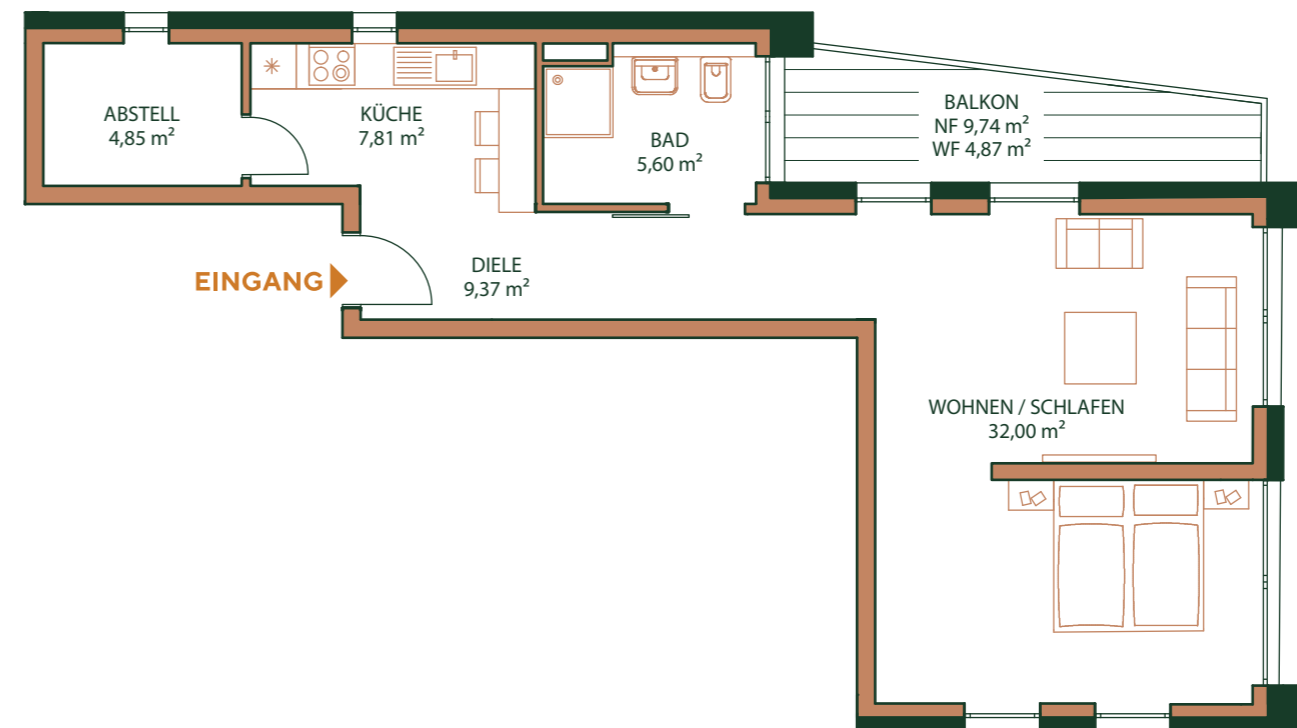 ABSTELL
4,85 m²
KÜCHE
7,81 m²
BAD
5,60 m²
BALKON
NF 9,74 m²
WF 4,87 m²
EINGANG
DIELE
9,37 m²
WOHNEN / SCHLAFEN
32,00 m²